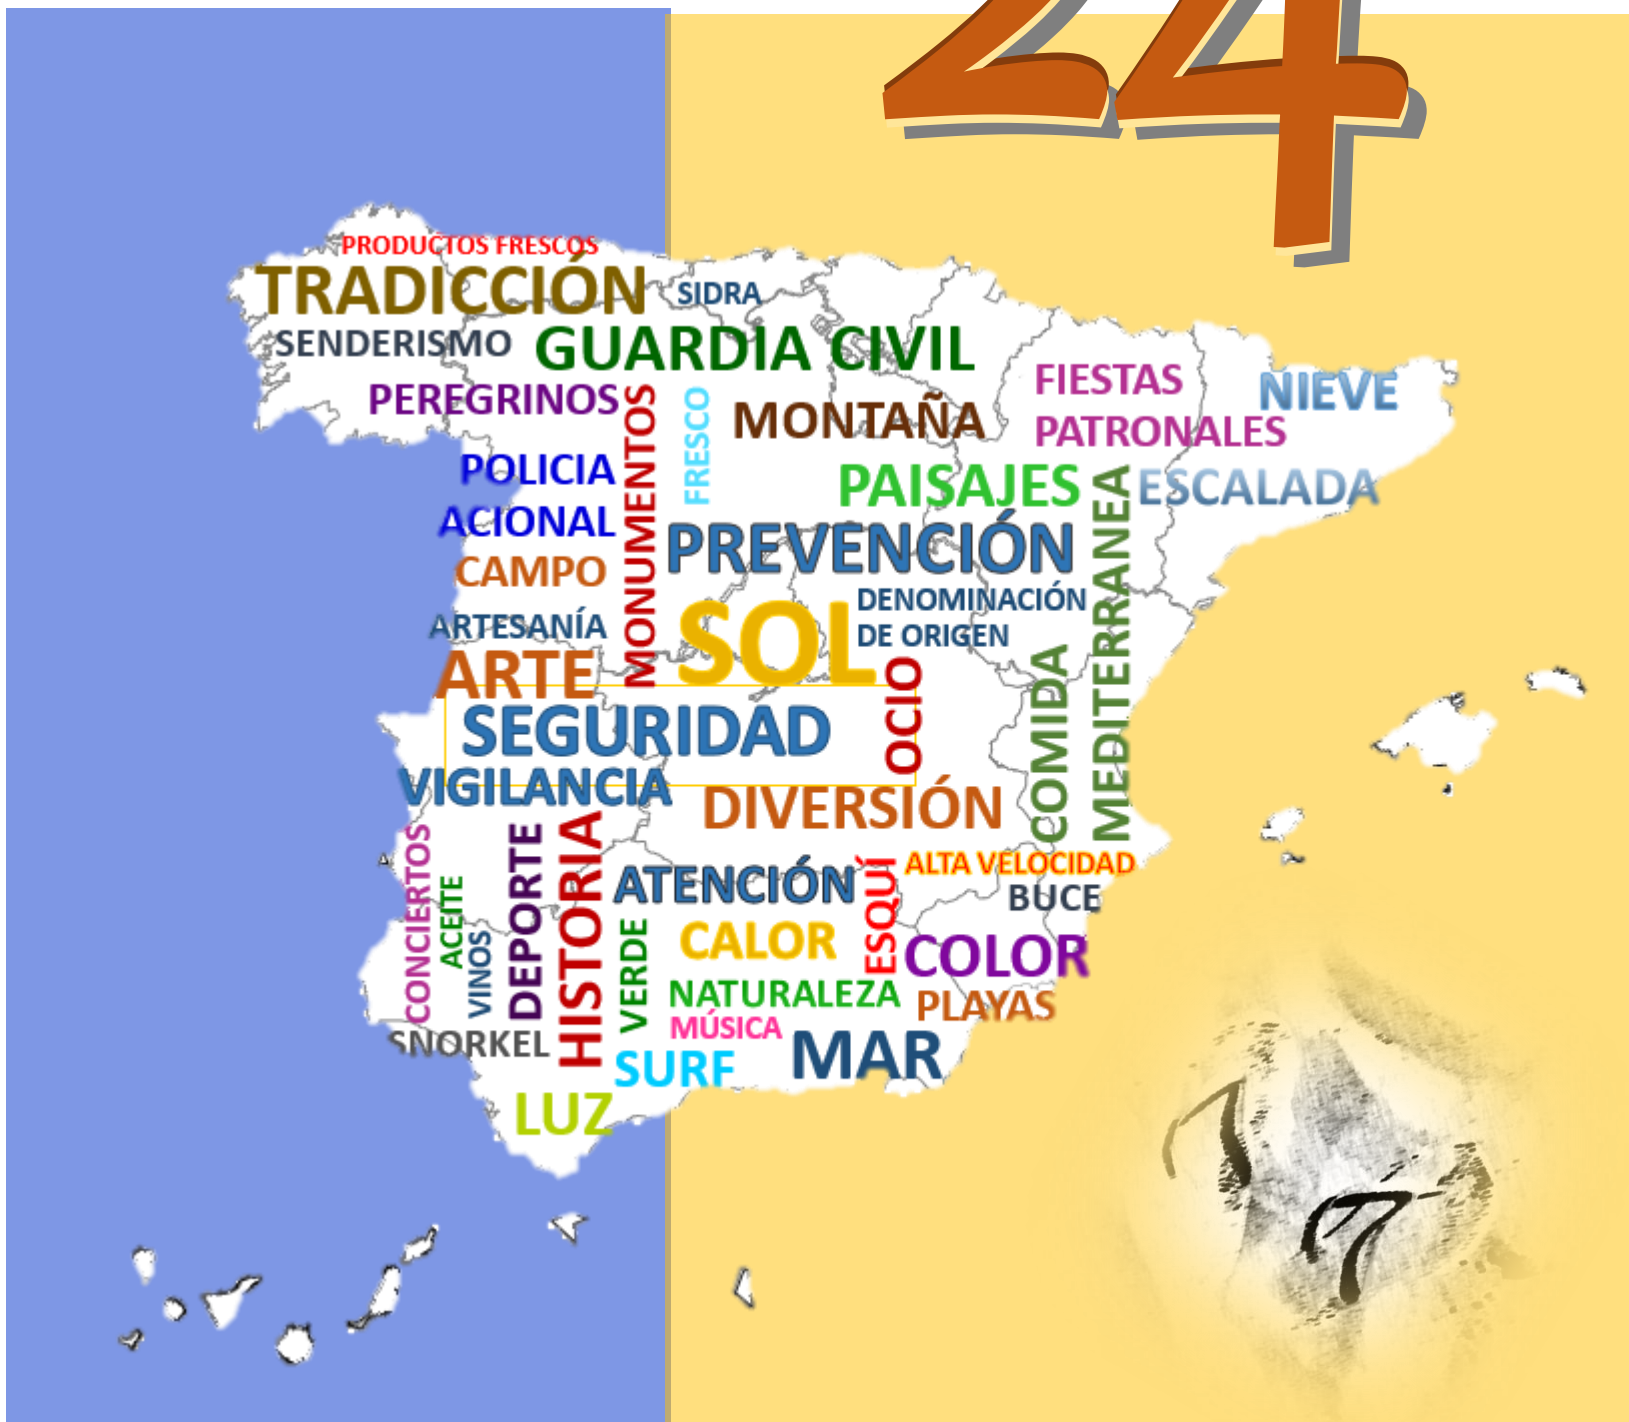 24
PRODUCTOS FRESCOS
TRADICCIÓN
SIDRA
SENDERISMO
GUARDIA CIVIL
PEREGRINOS
MONUMENTOS
FRESCO
MONTAÑA
FIESTAS
PATRONALES
NIEVE
POLICIA
ACIONAL
PAISAJES
MEDITERRANEA
ESCALADA
CAMPO
PREVENCIÓN
ARTESANÍA
SOL
DENOMINACIÓN
DE ORIGEN
ARTE
SEGURIDAD
OCIO
COMIDA
VIGILANCIA
DIVERSIÓN
CONCIERTOS
ACEITE
VINOS
DEPORTE
HISTORIA
ATENCIÓN
ESQUÍ
ALTA VELOCIDAD
BUCE
VERDE
CALOR
COLOR
NATURALEZA
PLAYAS
MÚSICA
SNORKEL
SURF
MAR
LUZ